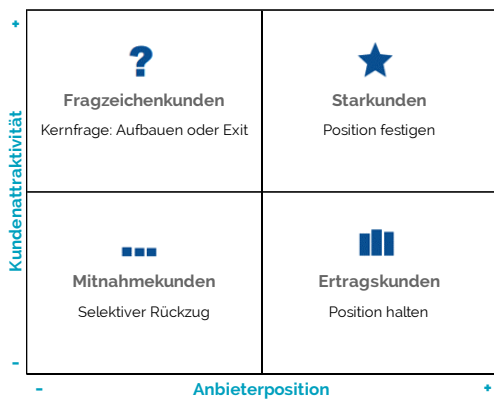 +
?
Fragzeichenkunden
Kernfrage: Aufbauen oder Exit
Starkunden
Position festigen
Kundenattraktivität
Mitnahmekunden
Selektiver Rückzug
Ertragskunden
Position halten
-
-
Anbieterposition
+